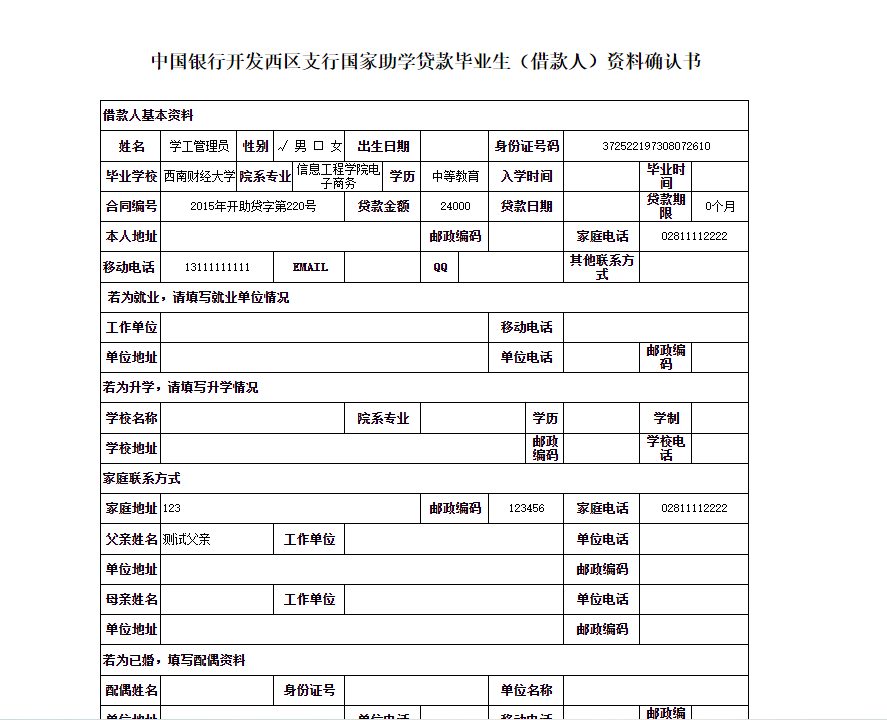 中国银行开发西区支行国家助学贷款毕业生（借款人）资料确认书
借款人基本资料
姓名 学工管理员 性别 √ 男 □ 女 出生日期 身份证号码 372522197308072610
毕业学校 西南财经大学 院系专业 信息工程学院电子商务 学历 中等教育 入学时间 毕业时间
合同编号 2015年开助贷字第220号 贷款金额 24000 贷款日期 贷款期限 0个月
本人地址 邮政编码 家庭电话 02811112222
移动电话 13111111111 EMAIL QQ 其他联系方式
若为就业，请填写就业单位情况
工作单位 移动电话
单位地址 单位电话 邮政编码
若为升学，请填写升学情况
学校名称 院系专业 学历 学制
学校地址 邮政编码 学校电话
家庭联系方式
家庭地址 123 邮政编码 123456 家庭电话 02811112222
父亲姓名 测试父亲 工作单位 单位电话
单位地址 邮政编码
母亲姓名 工作单位 单位电话
单位地址 邮政编码
若为已婚，填写配偶资料
配偶姓名 身份证号 单位名称
单位地址 单位电话 移动电话 邮政编